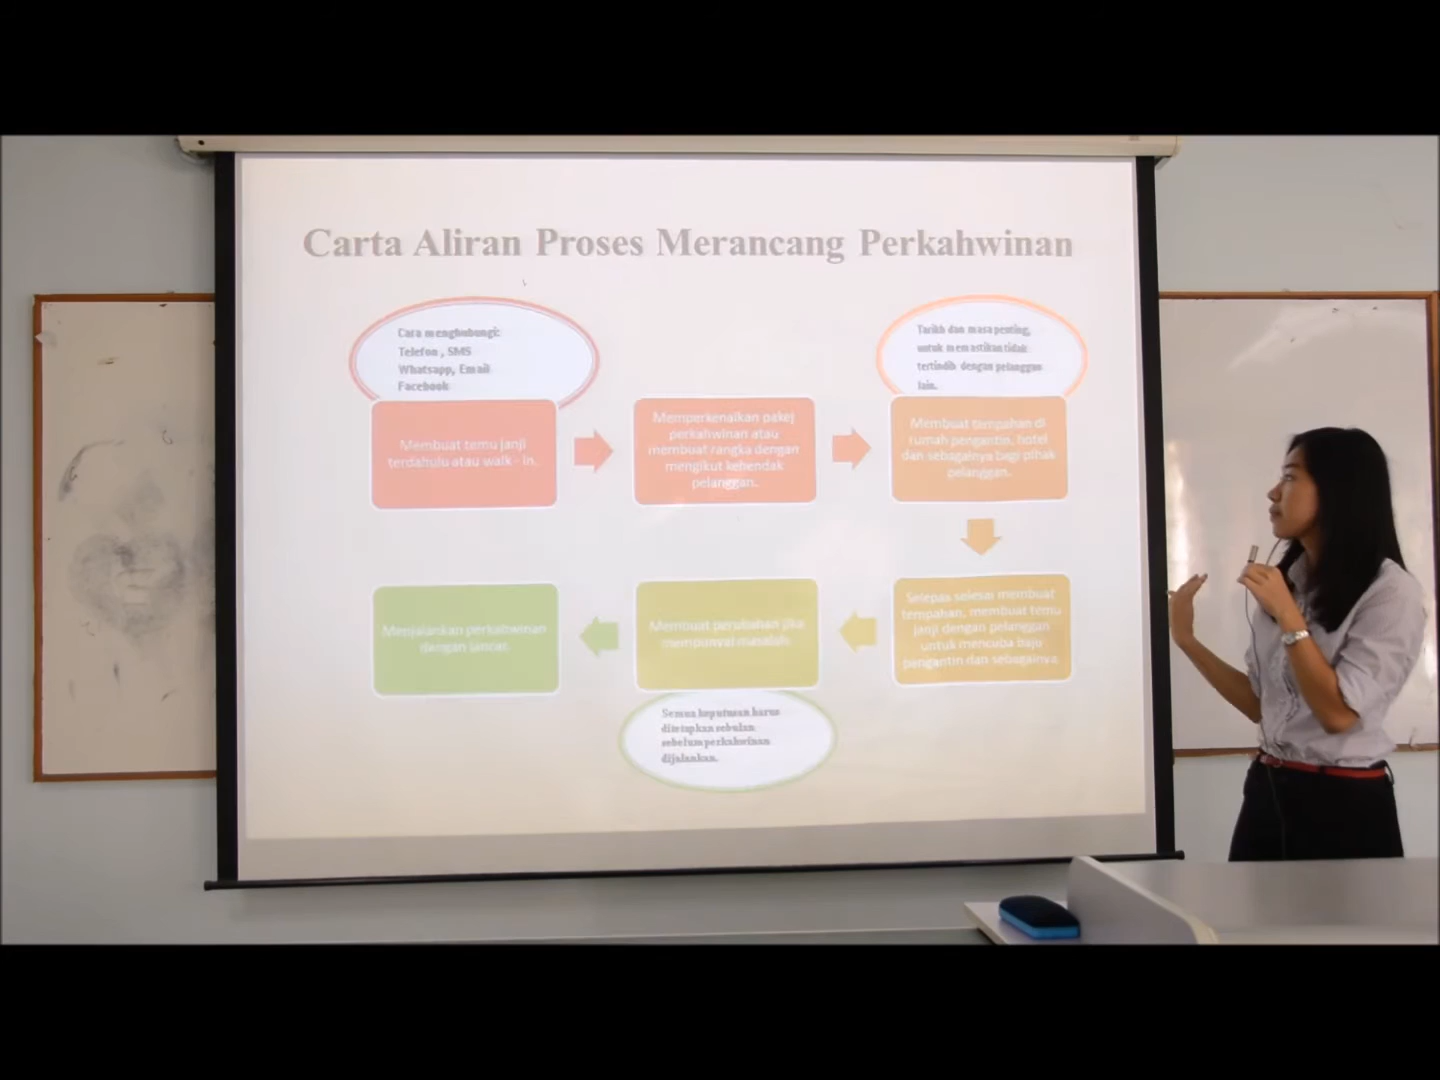 Carta Aliran Proses Merancang Perkahwinan
Cara menghubungi:
Telefon , SMS
Whatsapp, Email
Facebook
Membuat temu janji
terdahulu atau walk - in.
Memperkenalkan pakej
perkahwinan atau
membuat rangka dengan
mengikut kehendak
pelanggan.
Tarikh dan masa penting,
untuk memastikan tidak
tertindih dengan pelanggan
lain.
Membuat tampahan di
rumah pengantin, hotel
dan sebagainya bagi pihak
pelanggan.
Selepas selesai membuat
tempahan, membuat temu
janji dengan pelanggan
untuk mencuba baju
pengantin dan sebagainya.
Membuat perubahan jika
mempunyai masalah.
Semua keputusan harus
ditetapkan sebulan
sebelum perkahwinan
dijalankan.
Menjalankan perkahwinan
dengan lancar.